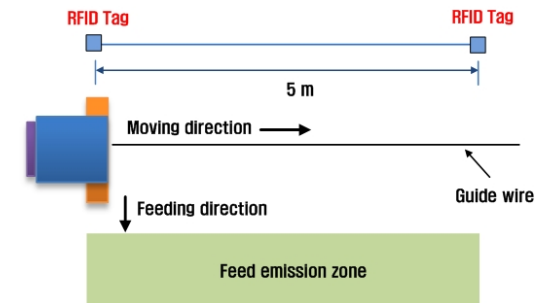 RFID Tag
RFID Tag
5 m
Moving direction
Guide wire
Feeding direction
Feed emission zone